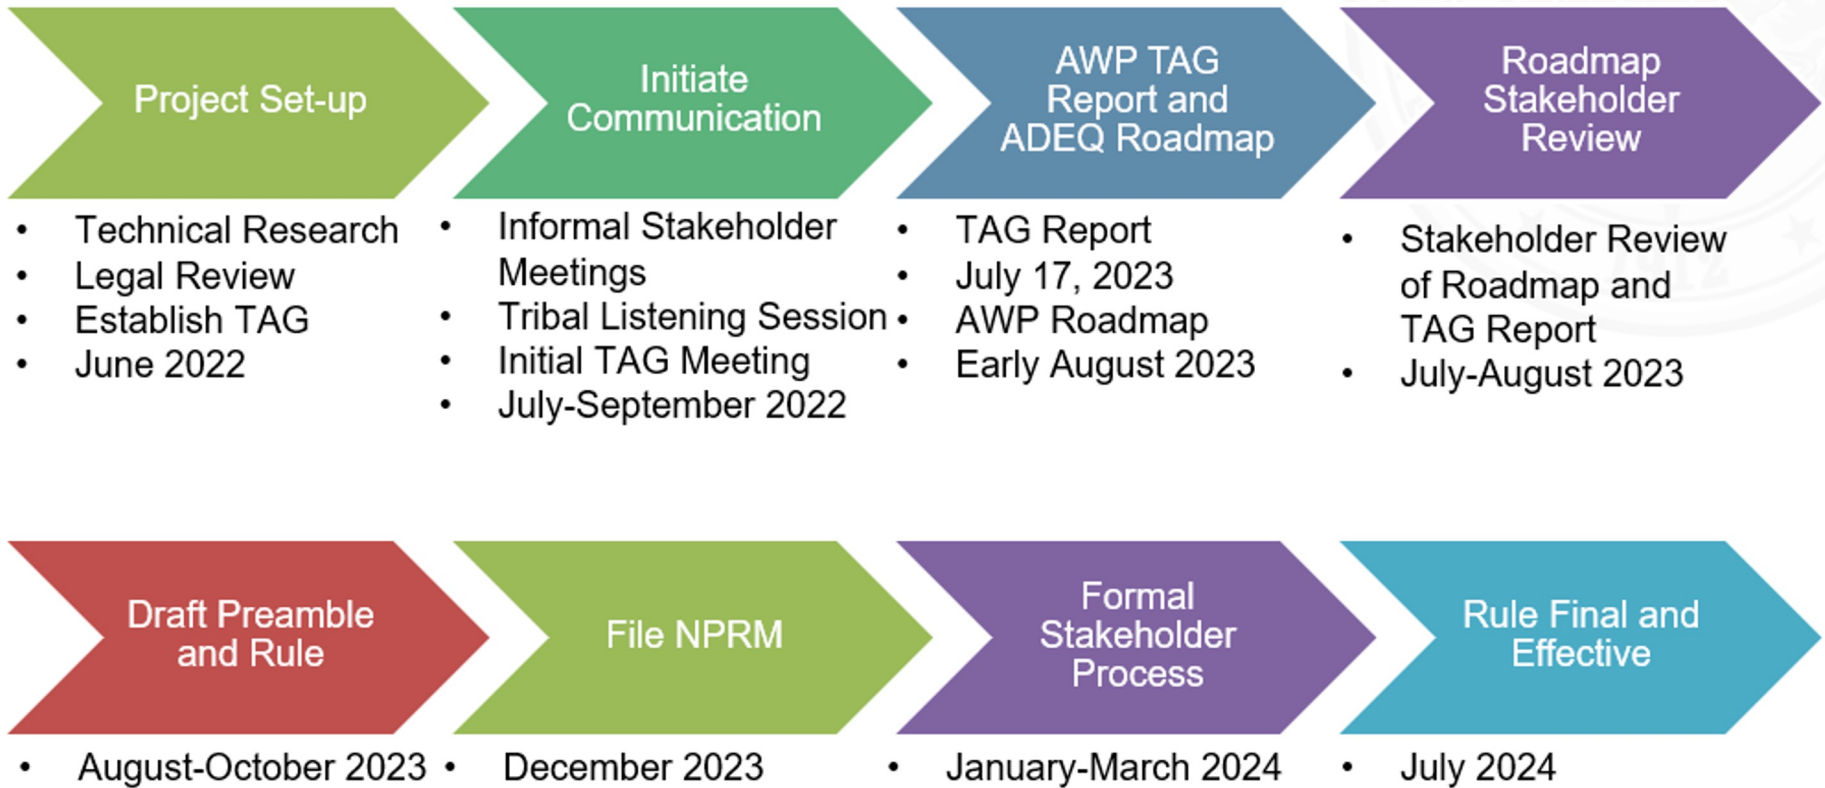 Project Set-up
• Technical Research
• Legal Review
• Establish TAG
• June 2022
Initiate
Communication
• Informal Stakeholder
Meetings
• Tribal Listening Session
• Initial TAG Meeting
• July-September 2022
AWP TAG
Report and
ADEQ Roadmap
• TAG Report
• July 17, 2023
• AWP Roadmap
• Early August 2023
Roadmap
Stakeholder
Review
• Stakeholder Review
of Roadmap and
TAG Report
• July-August 2023
Draft Preamble
and Rule
• August-October 2023
File NPRM
• December 2023
Formal
Stakeholder
Process
• January-March 2024
Rule Final and
Effective
• July 2024
1912